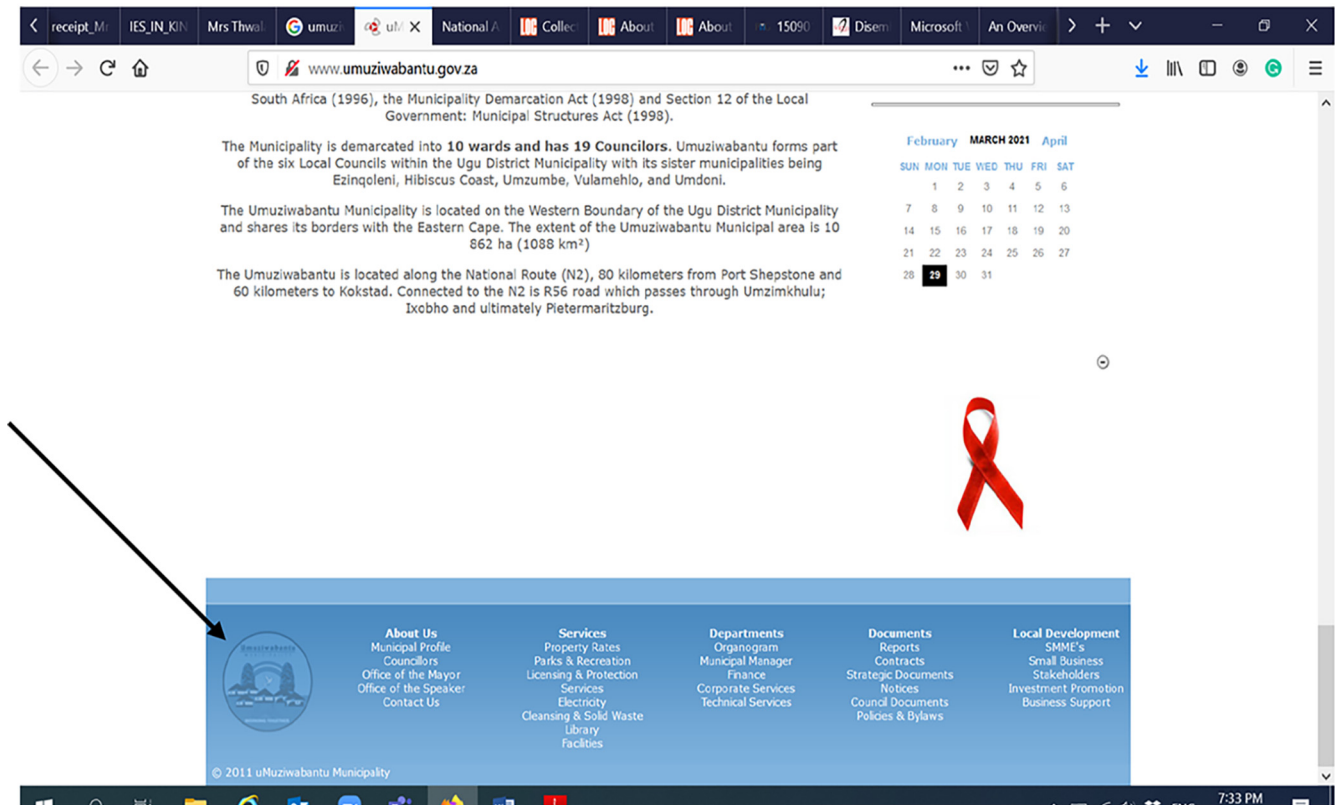 receipt_Mr
IES_IN_KIN
Mrs Thwal
umuzi
uM
National A
Collec
About
About
15090
Disem
Microsoft
An Overvie
www.umuziwabantu.gov.za
South Africa (1996), the Municipality Demarcation Act (1998) and Section 12 of the Local
Government: Municipal Structures Act (1998).
The Municipality is demarcated into 10 wards and has 19 Councilors. Umuziwabantu forms part
of the six Local Councils within the Ugu District Municipality with its sister municipalities being
Ezinqoleni, Hibiscus Coast, Umzumbe, Vulamehlo, and Umdoni.
The Umuziwabantu Municipality is located on the Western Boundary of the Ugu District Municipality
and shares its borders with the Eastern Cape. The extent of the Umuziwabantu Municipal area is 10
862 ha (1088 km²)
The Umuziwabantu is located along the National Route (N2), 80 kilometers from Port Shepstone and
60 kilometers to Kokstad. Connected to the N2 is R56 road which passes through Umzimkhulu;
Ixobho and ultimately Pietermaritzburg.
February MARCH 2021 April
SUN MON TUE WED THU FRI SAT
1 2 3 4 5 6
7 8 9 10 11 12 13
14 15 16 17 18 19 20
21 22 23 24 25 26 27
28 29 30 31
Umuziwabantu
About Us
Municipal Profile
Councillors
Office of the Mayor
Office of the Speaker
Contact Us
Services
Property Rates
Parks & Recreation
Licensing & Protection
Services
Electricity
Cleansing & Solid Waste
Library
Facilities
Departments
Organogram
Municipal Manager
Finance
Corporate Services
Technical Services
Documents
Reports
Contracts
Strategic Documents
Notices
Council Documents
Policies & Bylaws
Local Development
SMME's
Small Business
Stakeholders
Investment Promotion
Business Support
© 2011 uMuziwabantu Municipality
7:33 PM